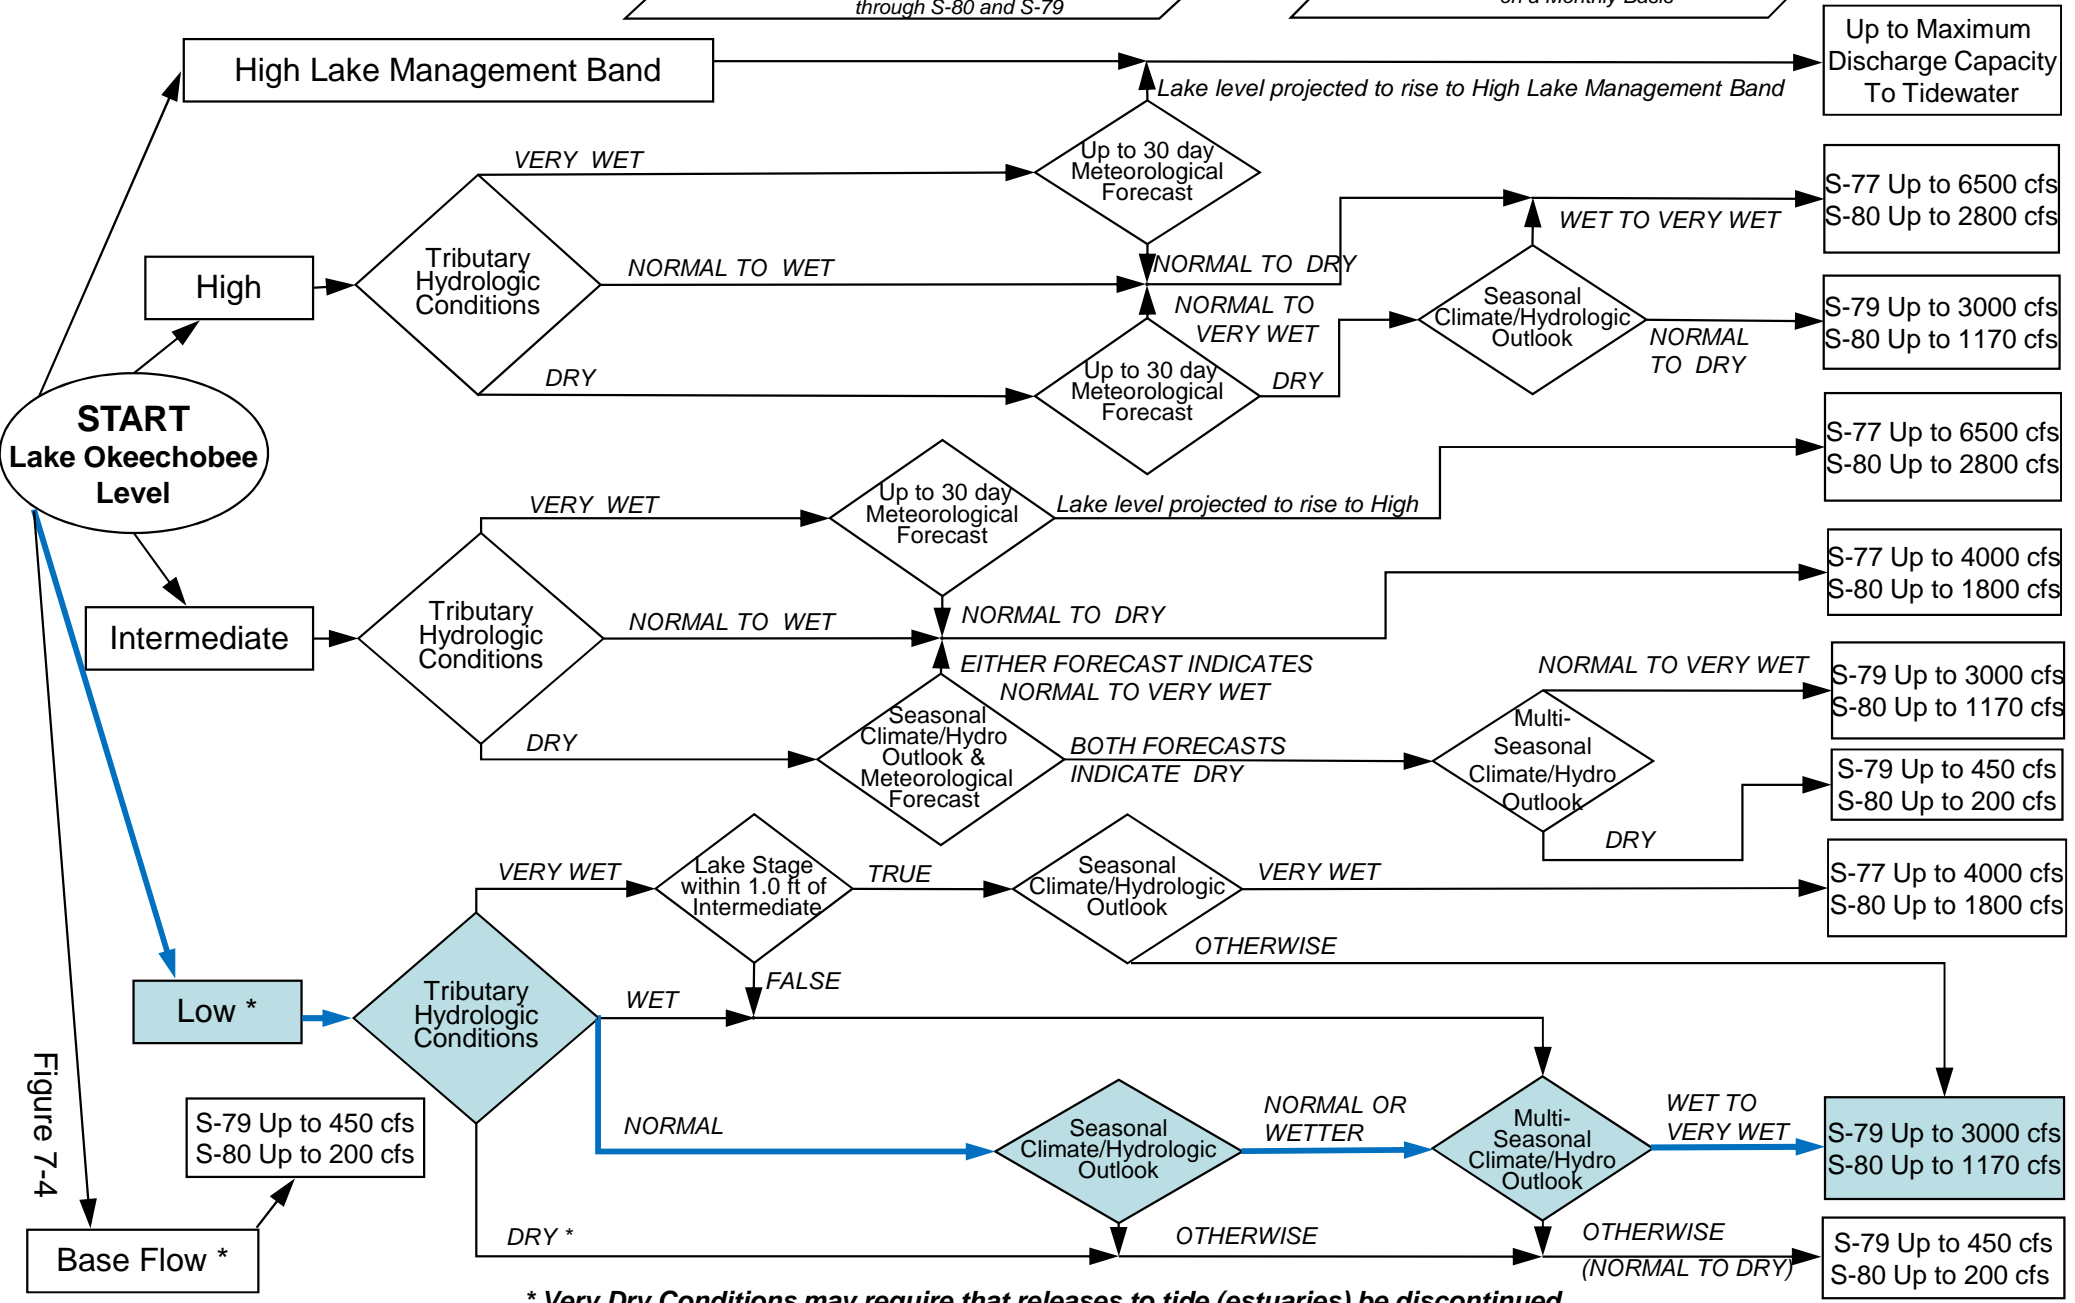 through S-80 and S-79
on a Monthly Basis
Up to Maximum
Discharge Capacity
To Tidewater
High Lake Management Band
Lake level projected to rise to High Lake Management Band
VERY WET
Up to 30 day
Meteorological
Forecast
S-77 Up to 6500 cfs
S-80 Up to 2800 cfs
WET TO VERY WET
Tributary
Hydrologic
Conditions
NORMAL TO WET
NORMAL TO DRY
High
NORMAL TO
VERY WET
Seasonal
Climate/Hydrologic
Outlook
NORMAL
TO DRY
S-79 Up to 3000 cfs
S-80 Up to 1170 cfs
DRY
Up to 30 day
Meteorological
Forecast
DRY
START
Lake Okeechobee
Level
S-77 Up to 6500 cfs
S-80 Up to 2800 cfs
VERY WET
Up to 30 day
Meteorological
Forecast
Lake level projected to rise to High
S-77 Up to 4000 cfs
S-80 Up to 1800 cfs
Intermediate
Tributary
Hydrologic
Conditions
NORMAL TO WET
NORMAL TO DRY
EITHER FORECAST INDICATES
NORMAL TO VERY WET
NORMAL TO VERY WET
S-79 Up to 3000 cfs
S-80 Up to 1170 cfs
DRY
Seasonal
Climate/Hydro
Outlook &
Meteorological
Forecast
BOTH FORECASTS
INDICATE DRY
Multi-
Seasonal
Climate/Hydro
Outlook
S-79 Up to 450 cfs
S-80 Up to 200 cfs
DRY
VERY WET
Lake Stage
within 1.0 ft of
Intermediate
TRUE
Seasonal
Climate/Hydrologic
Outlook
VERY WET
S-77 Up to 4000 cfs
S-80 Up to 1800 cfs
OTHERWISE
FALSE
Low *
Tributary
Hydrologic
Conditions
WET
NORMAL
Seasonal
Climate/Hydrologic
Outlook
NORMAL OR
WETTER
Multi-
Seasonal
Climate/Hydro
Outlook
WET TO
VERY WET
S-79 Up to 3000 cfs
S-80 Up to 1170 cfs
Figure 7-4
S-79 Up to 450 cfs
S-80 Up to 200 cfs
Base Flow *
DRY *
OTHERWISE
OTHERWISE
(NORMAL TO DRY)
S-79 Up to 450 cfs
S-80 Up to 200 cfs
* Very Dry Conditions may require that releases to tide (estuaries) be discontinued